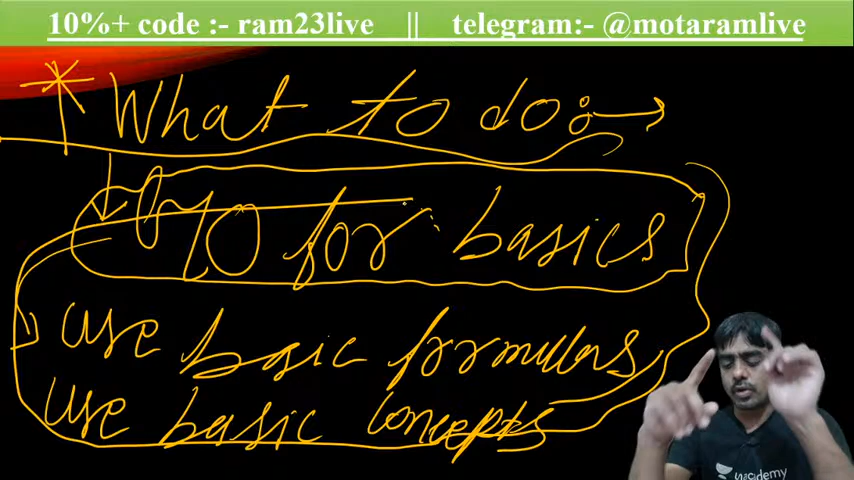 10%+ code :- ram23live || telegram:- @motaramlive
* What to do:→
go for basics
use basic formulas
use basic concepts
unacademy